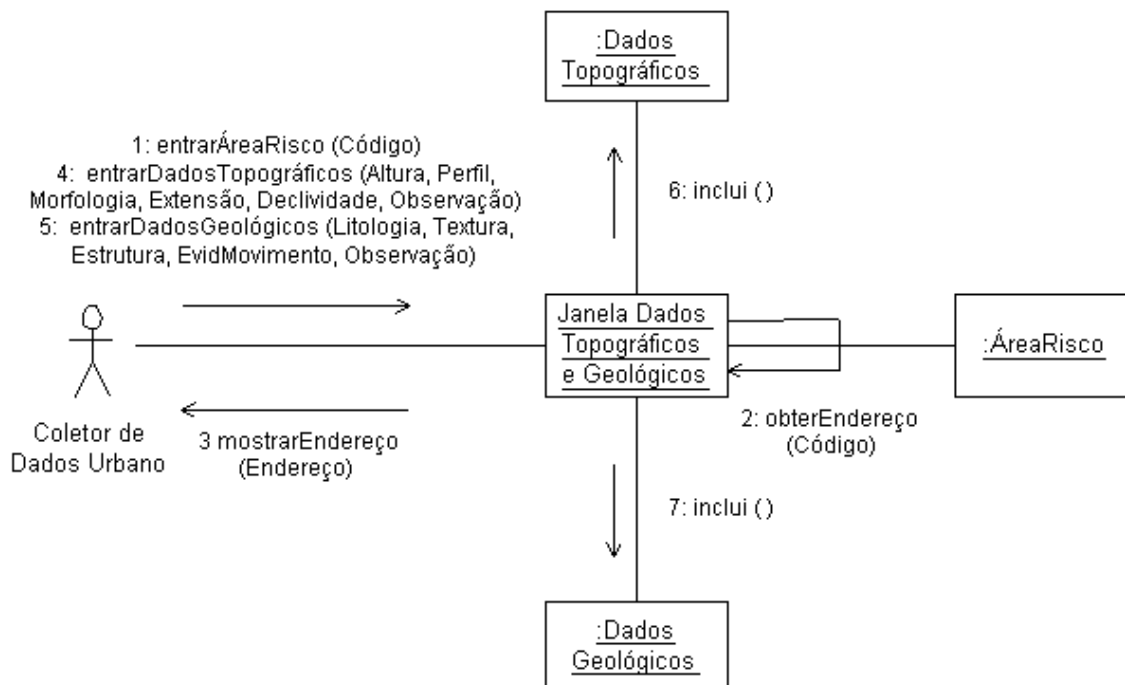 :Dados
Topográficos
1: entrarÁreaRisco (Código)
4: entrarDadosTopográficos (Altura, Perfil,
Morfologia, Extensão, Declividade, Observação)
5: entrarDadosGeológicos (Litologia, Textura,
Estrutura, EvidMovimento, Observação)
6: inclui ( )
Janela Dados
Topográficos
e Geológicos
:ÁreaRisco
Coletor de
Dados Urbano
3 mostrarEndereço
(Endereço)
2: obterEndereço
(Código)
7: inclui ( )
:Dados
Geológicos